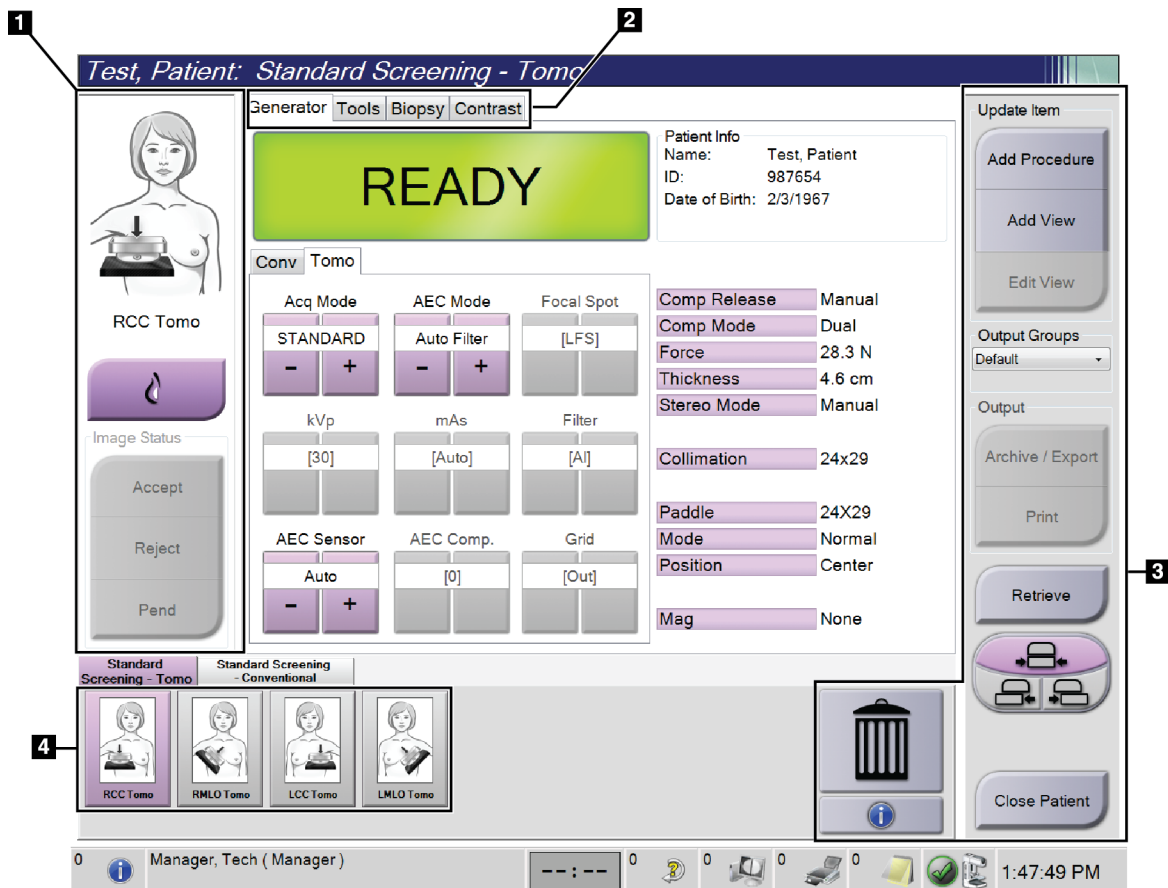 1
2
Test, Patient: Standard Screening - Tomo
Generator Tools Biopsy Contrast
READY
Patient Info
Name: Test, Patient
ID: 987654
Date of Birth: 2/3/1967
RCC Tomo
Image Status
Accept
Reject
Pend
Conv Tomo
Acq Mode AEC Mode Focal Spot
STANDARD Auto Filter [LFS]
- + - +
kVp mAs Filter
[30] [Auto] [Al]
AEC Sensor AEC Comp. Grid
Auto [0] [Out]
- +
Comp Release Manual
Comp Mode Dual
Force 28.3 N
Thickness 4.6 cm
Stereo Mode Manual
Collimation 24x29
Paddle 24X29
Mode Normal
Position Center
Mag None
Update Item
Add Procedure
Add View
Edit View
Output Groups
Default
Output
Archive / Export
Print
3
Retrieve
Close Patient
Standard
Screening - Tomo
Standard Screening
- Conventional
4
RCC Tomo RMLO Tomo LCC Tomo LMLO Tomo
0 Manager, Tech ( Manager ) --:-- 0 0 0 0 1:47:49 PM